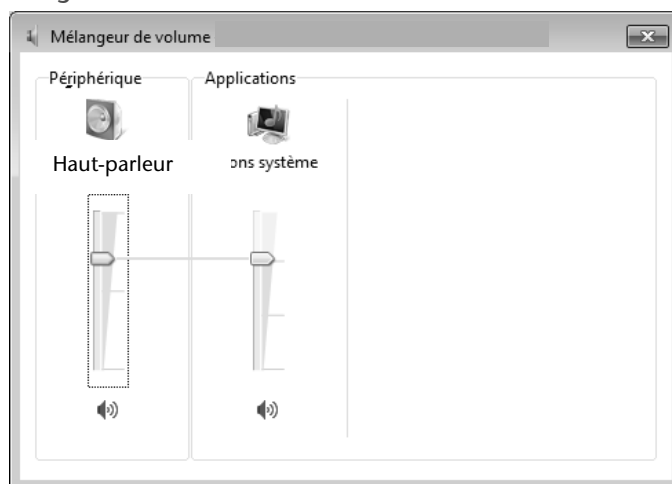 Mélangeur de volume
Périphérique
Applications
Haut-parleur
ons système